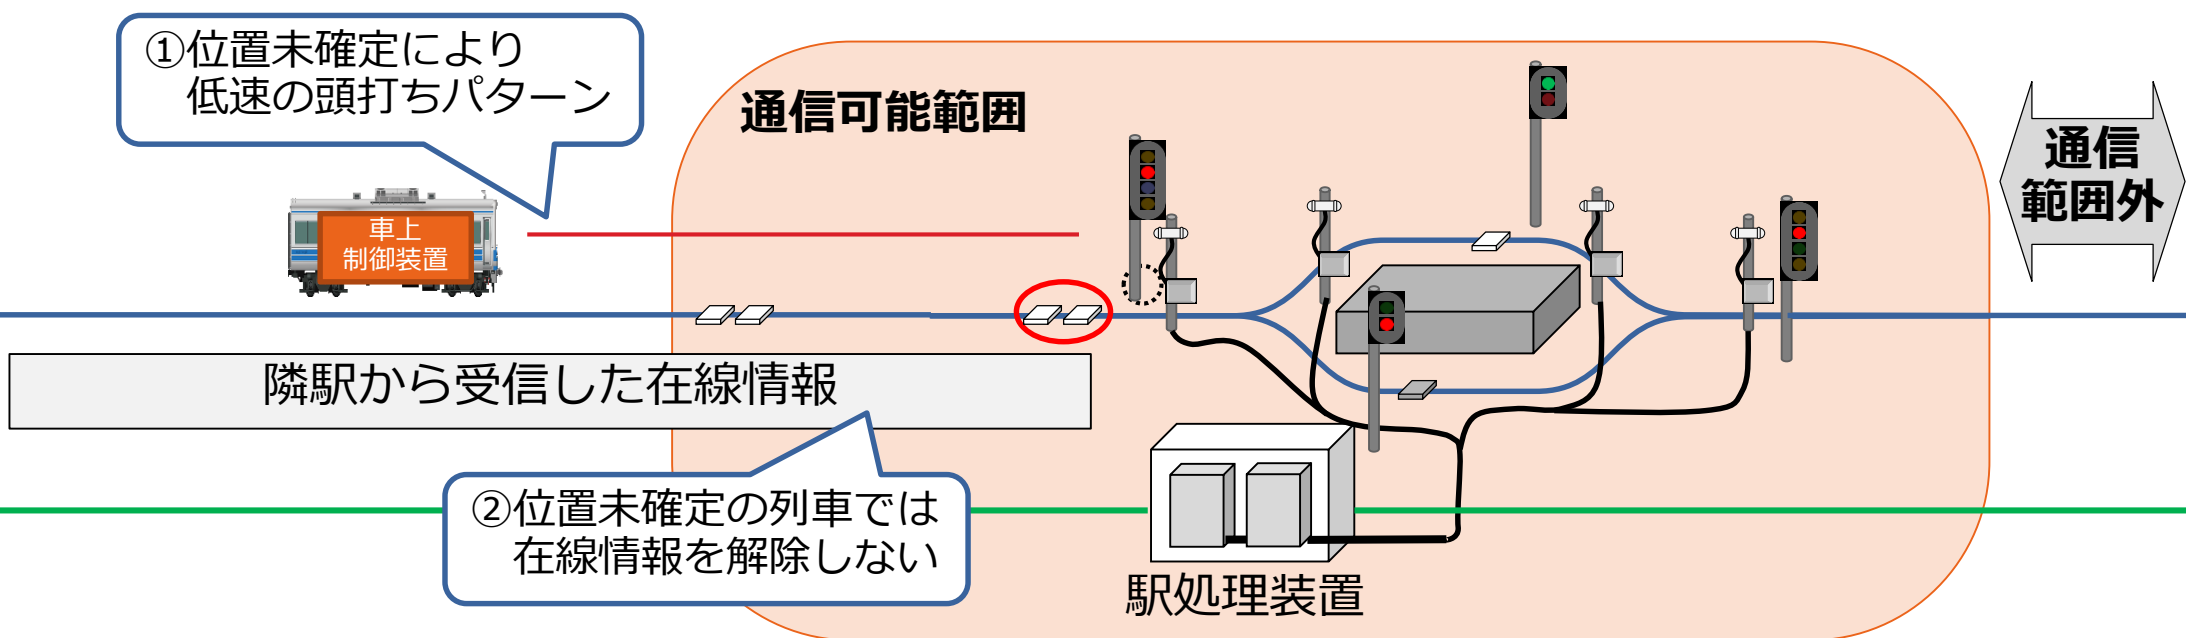 ①位置未確定により
低速の頭打ちパターン
通信可能範囲
通信
範囲外
車上
制御装置
隣駅から受信した在線情報
②位置未確定の列車では
在線情報を解除しない
駅処理装置